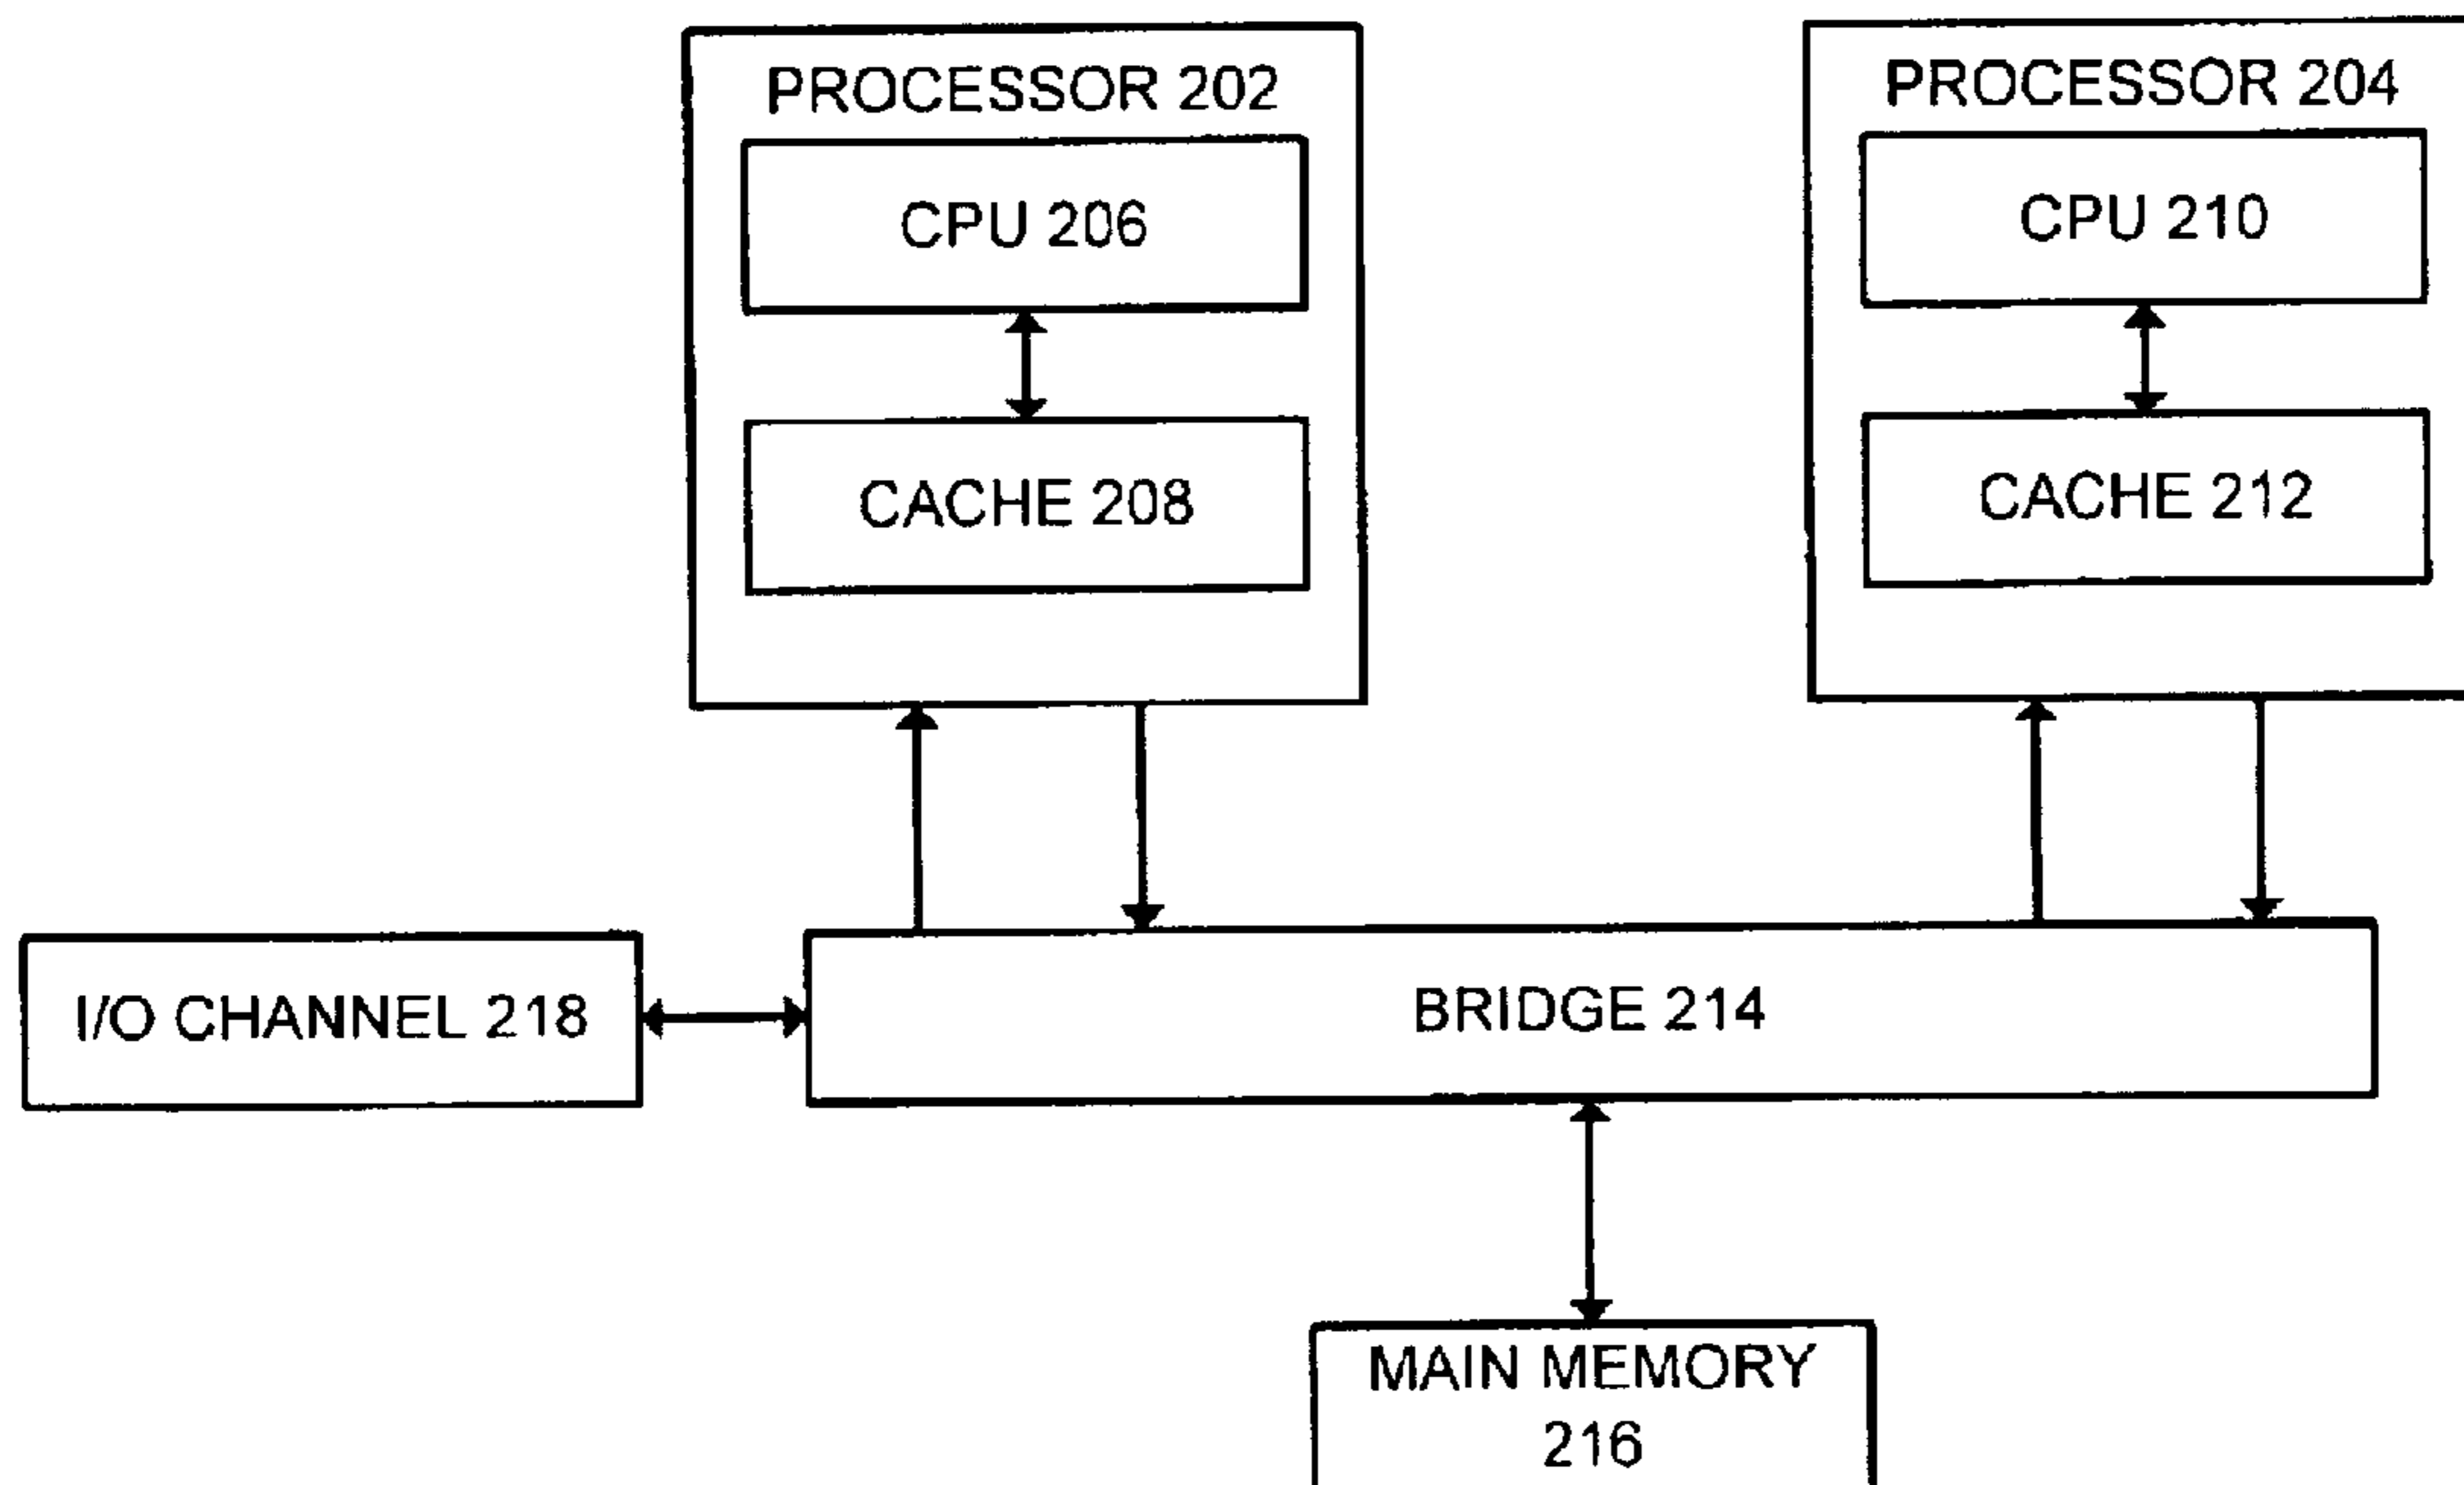 PROCESSOR 202
CPU 206
CACHE 208
PROCESSOR 204
CPU 210
CACHE 212
I/O CHANNEL 218
BRIDGE 214
MAIN MEMORY
216